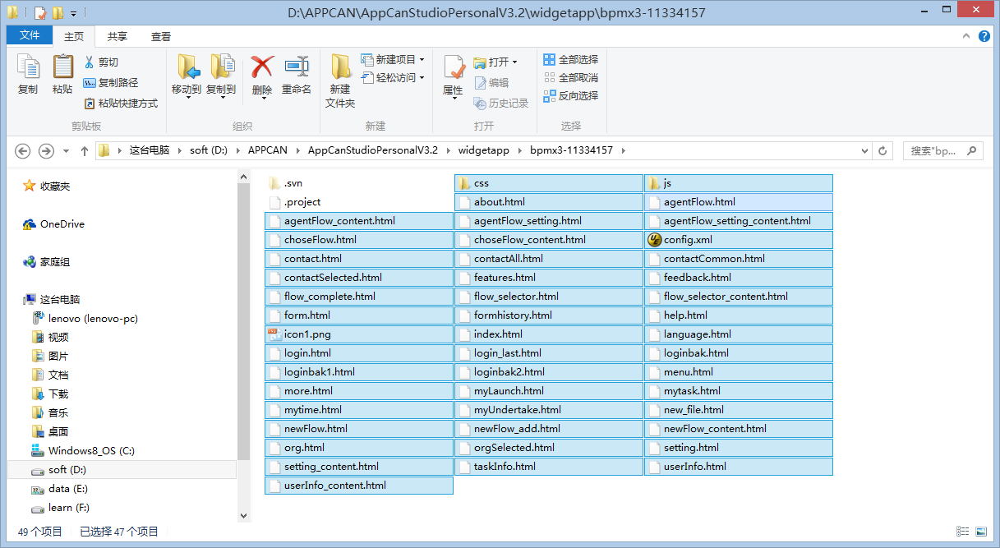 D:\APPCAN\AppCanStudioPersonalV3.2\widgetapp\bpmx3-11334157
文件 主页 共享 查看
复制 粘贴 剪切 复制路径 粘贴快捷方式 剪贴板
移动到 复制到 删除 重命名 组织
新建文件夹 新建项目 轻松访问 新建
属性 打开 编辑 历史记录 打开
全部选择 全部取消 反向选择 选择
这台电脑 soft (D:) APPCAN AppCanStudioPersonalV3.2 widgetapp bpmx3-11334157 搜索"bp...
收藏夹
OneDrive
家庭组
这台电脑
lenovo (lenovo-pc)
视频
图片
文档
下载
音乐
桌面
Windows8_OS (C:)
soft (D:)
data (E:)
learn (F:)
.svn css js
.project about.html agentFlow.html
agentFlow_content.html agentFlow_setting.html agentFlow_setting_content.html
choseFlow.html choseFlow_content.html config.xml
contact.html contactAll.html contactCommon.html
contactSelected.html features.html feedback.html
flow_complete.html flow_selector.html flow_selector_content.html
form.html formhistory.html help.html
icon1.png index.html language.html
login.html login_last.html loginbak.html
loginbak1.html loginbak2.html menu.html
more.html myLaunch.html mytask.html
mytime.html myUndertake.html new_file.html
newFlow.html newFlow_add.html newFlow_content.html
org.html orgSelected.html setting.html
setting_content.html taskInfo.html userInfo.html
userInfo_content.html
49 个项目 已选择 47 个项目